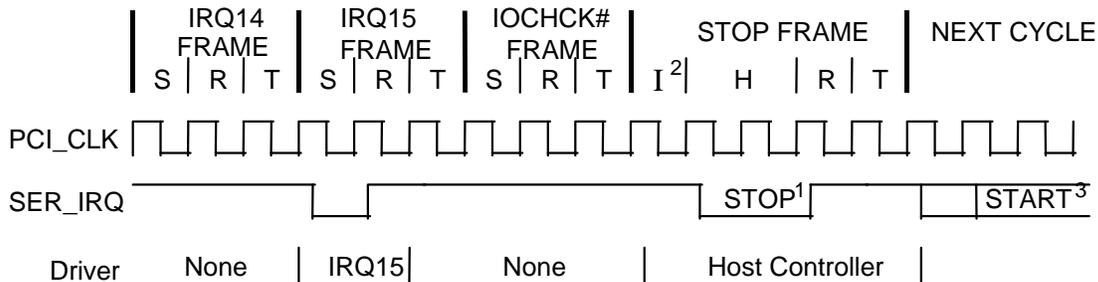 IRQ14 FRAME IRQ15 FRAME IOCHCK# FRAME STOP FRAME NEXT CYCLE
S R T S R T S R T I 2 H R T
PCI_CLK
SER_IRQ STOP1 START3
Driver None IRQ15 None Host Controller